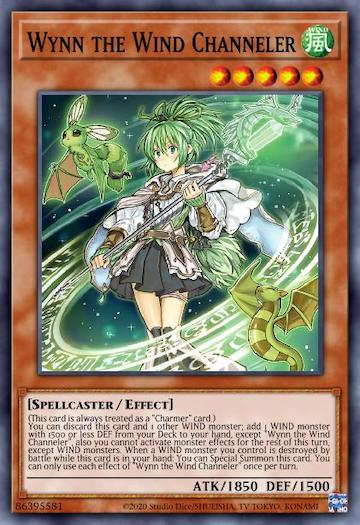 WYNN THE WIND CHANNELER
WIND
風
[SPELLCASTER / EFFECT]
(This card is always treated as a "Charmer" card.)
You can discard this card and 1 other WIND monster; add 1 WIND monster
with 1500 or less DEF from your Deck to your hand, except "Wynn the Wind
Channeler", also you cannot activate monster effects for the rest of this turn,
except WIND monsters. When a WIND monster you control is destroyed by
battle while this card is in your hand: You can Special Summon this card. You
can only use each effect of "Wynn the Wind Channeler" once per turn.
ATK/1850 DEF/1500
86395581
©2020 Studio Dice/SHUEISHA, TV TOKYO, KONAMI